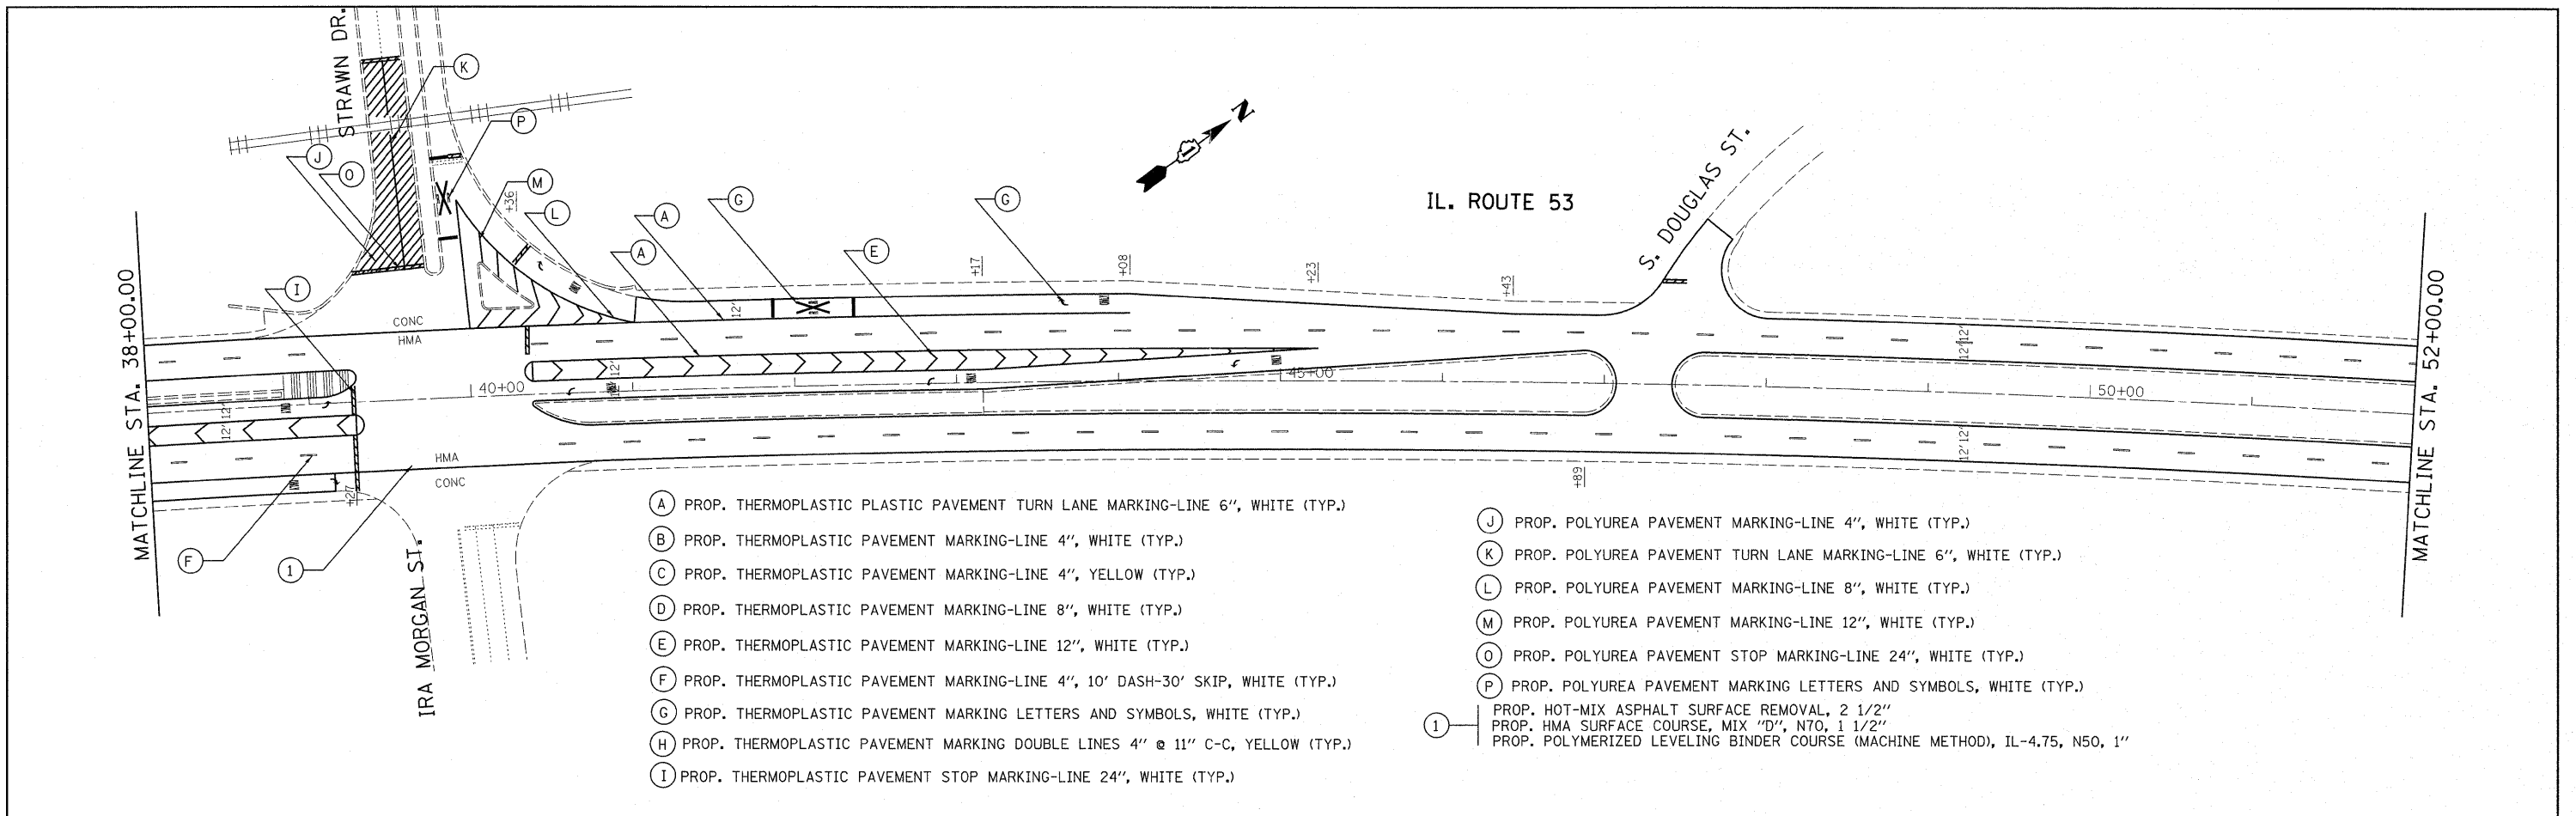 STRAWN DR.
K
P
J
O
M
+36
L
A
G
G
A
E
I
IL. ROUTE 53
N
S. DOUGLAS ST.
+17
+08
+23
+43
MATCHLINE STA. 38+00.00
MATCHLINE STA. 52+00.00
CONC
HMA
12'
12'
12'
12'
12'
12'
12'
12'
12'
40+00
45+00
50+00
HMA
CONC
+27
+89
F
1
IRA MORGAN ST.
A PROP. THERMOPLASTIC PLASTIC PAVEMENT TURN LANE MARKING-LINE 6", WHITE (TYP.)
B PROP. THERMOPLASTIC PAVEMENT MARKING-LINE 4", WHITE (TYP.)
C PROP. THERMOPLASTIC PAVEMENT MARKING-LINE 4", YELLOW (TYP.)
D PROP. THERMOPLASTIC PAVEMENT MARKING-LINE 8", WHITE (TYP.)
E PROP. THERMOPLASTIC PAVEMENT MARKING-LINE 12", WHITE (TYP.)
F PROP. THERMOPLASTIC PAVEMENT MARKING-LINE 4", 10' DASH-30' SKIP, WHITE (TYP.)
G PROP. THERMOPLASTIC PAVEMENT MARKING LETTERS AND SYMBOLS, WHITE (TYP.)
H PROP. THERMOPLASTIC PAVEMENT MARKING DOUBLE LINES 4" @ 11" C-C, YELLOW (TYP.)
I PROP. THERMOPLASTIC PAVEMENT STOP MARKING-LINE 24", WHITE (TYP.)
J PROP. POLYUREA PAVEMENT MARKING-LINE 4", WHITE (TYP.)
K PROP. POLYUREA PAVEMENT TURN LANE MARKING-LINE 6", WHITE (TYP.)
L PROP. POLYUREA PAVEMENT MARKING-LINE 8", WHITE (TYP.)
M PROP. POLYUREA PAVEMENT MARKING-LINE 12", WHITE (TYP.)
O PROP. POLYUREA PAVEMENT STOP MARKING-LINE 24", WHITE (TYP.)
P PROP. POLYUREA PAVEMENT MARKING LETTERS AND SYMBOLS, WHITE (TYP.)
1 PROP. HOT-MIX ASPHALT SURFACE REMOVAL, 2 1/2"
PROP. HMA SURFACE COURSE, MIX "D", N70, 1 1/2"
PROP. POLYMERIZED LEVELING BINDER COURSE (MACHINE METHOD), IL-4.75, N50, 1"